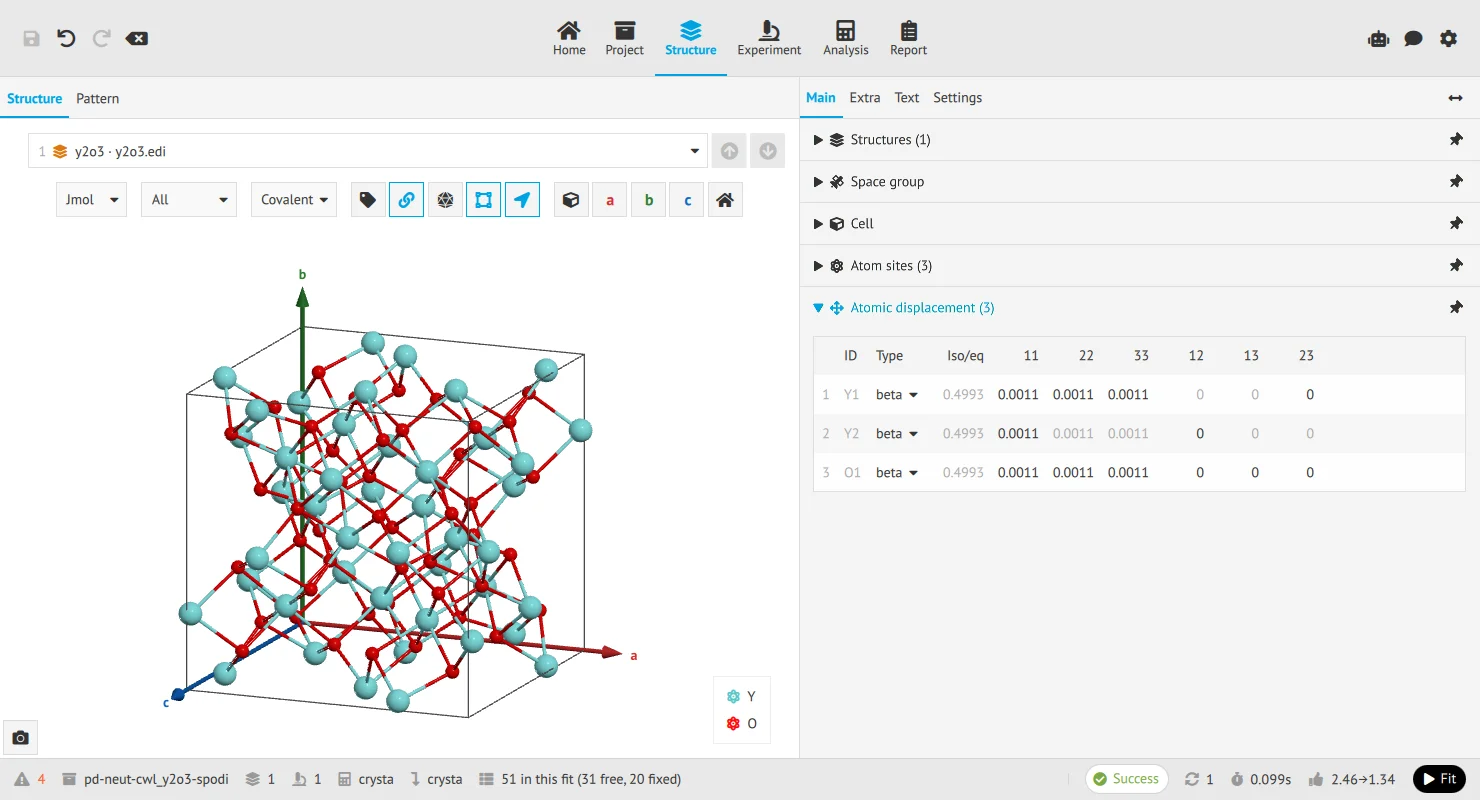 Home Project Structure Experiment Analysis Report
Structure Pattern
Main Extra Text Settings
1 y2o3 · y2o3.edi
Jmol All Covalent a b c
b
a
c
Y
O
Structures (1)
Space group
Cell
Atom sites (3)
Atomic displacement (3)
ID Type Iso/eq 11 22 33 12 13 23
1 Y1 beta 0.4993 0.0011 0.0011 0.0011 0 0 0
2 Y2 beta 0.4993 0.0011 0.0011 0.0011 0 0 0
3 O1 beta 0.4993 0.0011 0.0011 0.0011 0 0 0
4 pd-neut-cwl_y2o3-spodi 1 1 crysta crysta 51 in this fit (31 free, 20 fixed) Success 1 0.099s 2.46→1.34 Fit